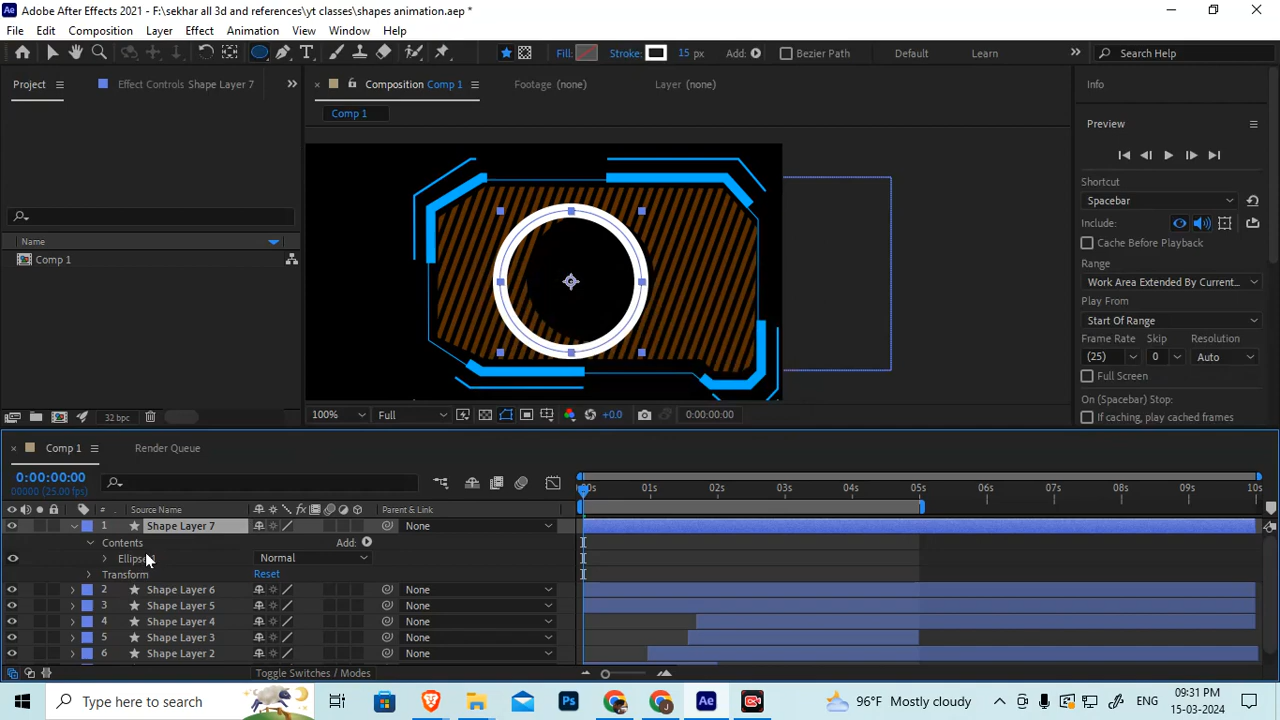 Adobe After Effects 2021 - F:\sekhar all 3d and references\yt classes\shapes animation.aep *
File Edit Composition Layer Effect Animation View Window Help
Fill: Stroke: 15 px Add: Bezier Path Default Learn Search Help
Project Effect Controls Shape Layer 7 Composition Comp 1 Footage (none) Layer (none) Info
Comp 1
Preview
Shortcut
Spacebar
Include:
Cache Before Playback
Name
Range
Comp 1
Work Area Extended By Current...
Play From
Start Of Range
Frame Rate Skip Resolution
(25) 1 0 Auto
Full Screen
On (Spacebar) Stop:
32 bpc 100% Full +0.0 0:00:00:00
If caching, play cached frames
Comp 1 Render Queue
0:00:00:00
00000 (25.00 fps)
:00s 01s 02s 03s 04s 05s 06s 07s 08s 09s 10s
# Source Name Parent & Link
1 Shape Layer 7 None
Contents Add:
Ellipse 1 Normal
Transform Reset
2 Shape Layer 6 None
3 Shape Layer 5 None
4 Shape Layer 4 None
5 Shape Layer 3 None
6 Shape Layer 2 None
Toggle Switches / Modes
Type here to search Ps Ae 96°F Mostly cloudy ENG 09:31 PM
15-03-2024